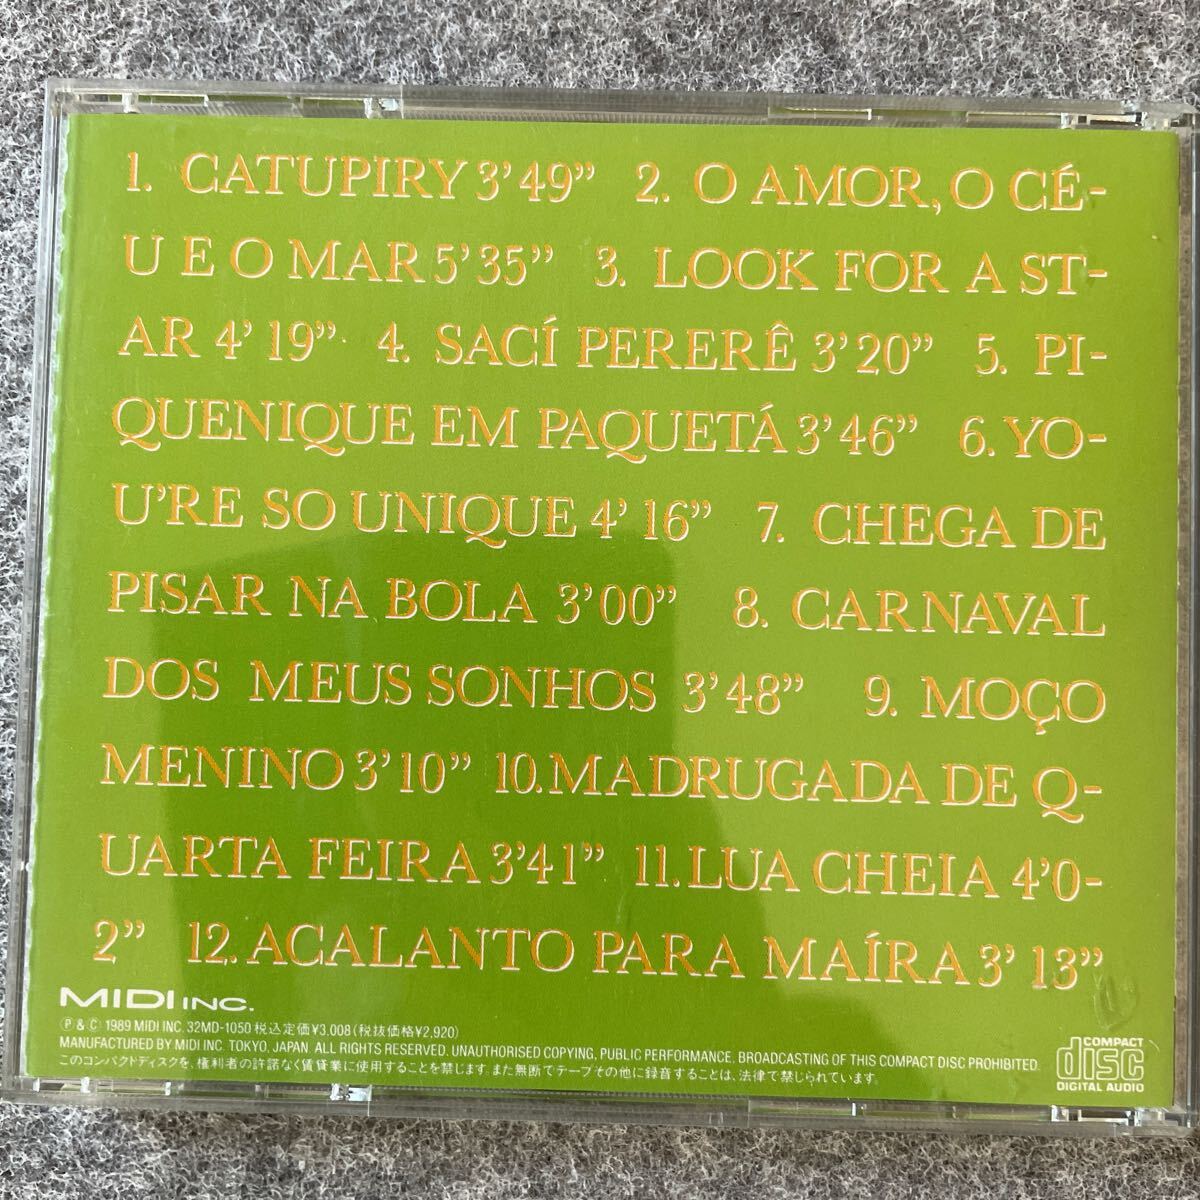 1. CATUPIRY 3'49” 2. O AMOR, O CÉ-
U E O MAR 5'35” 3. LOOK FOR A ST-
AR 4' 19” 4. SACÍ PERERÊ 3'20” 5. PI-
QUENIQUE EM PAQUETÁ 3'46” 6. YO-
U'RE SO UNIQUE 4' 16” 7. CHEGA DE
PISAR NA BOLA 3'00” 8. CARNAVAL
DOS MEUS SONHOS 3'48” 9. MOÇO
MENINO 3'10” 10. MADRUGADA DE Q-
UARTA FEIRA 3'41” 11. LUA CHEIA 4'0-
2” 12. ACALANTO PARA MAÍRA 3' 13”
MIDI INC.
Ⓟ & Ⓒ 1989 MIDI INC. 32MD-1050 税込定価¥3,008(税抜価格¥2,920)
MANUFACTURED BY MIDI INC. TOKYO, JAPAN. ALL RIGHTS RESERVED. UNAUTHORISED COPYING, PUBLIC PERFORMANCE, BROADCASTING OF THIS COMPACT DISC PROHIBITED.
このコンパクトディスクを、権利者の許諾なく賃貸業に使用することを禁じます。また無断でテープその他に録音することは、法律で禁じられています。
COMPACT
disc
DIGITAL AUDIO